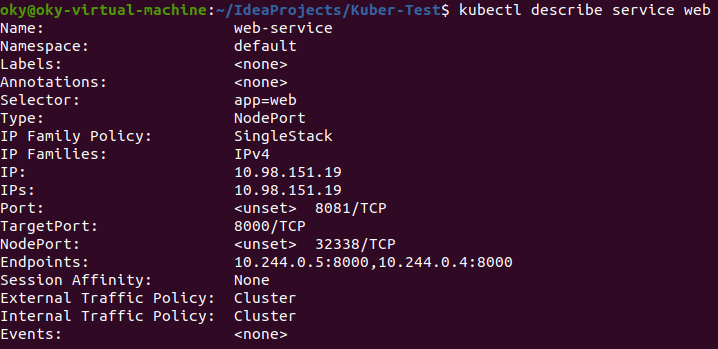 oky@oky-virtual-machine:~/IdeaProjects/Kuber-Test$ kubectl describe service web
Name:                     web-service
Namespace:                default
Labels:                   <none>
Annotations:              <none>
Selector:                 app=web
Type:                     NodePort
IP Family Policy:         SingleStack
IP Families:              IPv4
IP:                       10.98.151.19
IPs:                      10.98.151.19
Port:                     <unset>  8081/TCP
TargetPort:               8000/TCP
NodePort:                 <unset>  32338/TCP
Endpoints:                10.244.0.5:8000,10.244.0.4:8000
Session Affinity:         None
External Traffic Policy:  Cluster
Internal Traffic Policy:  Cluster
Events:                   <none>